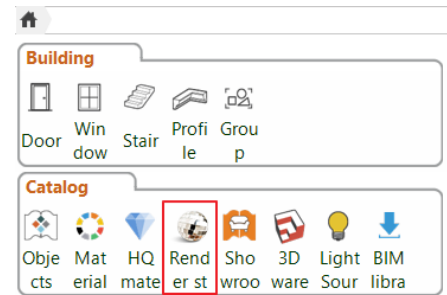 Building
Door Win Stair Profi Grou
dow le p
Catalog
Obje Mat HQ Rend Sho 3D Light BIM
cts erial mate er st wroo ware Sour libra